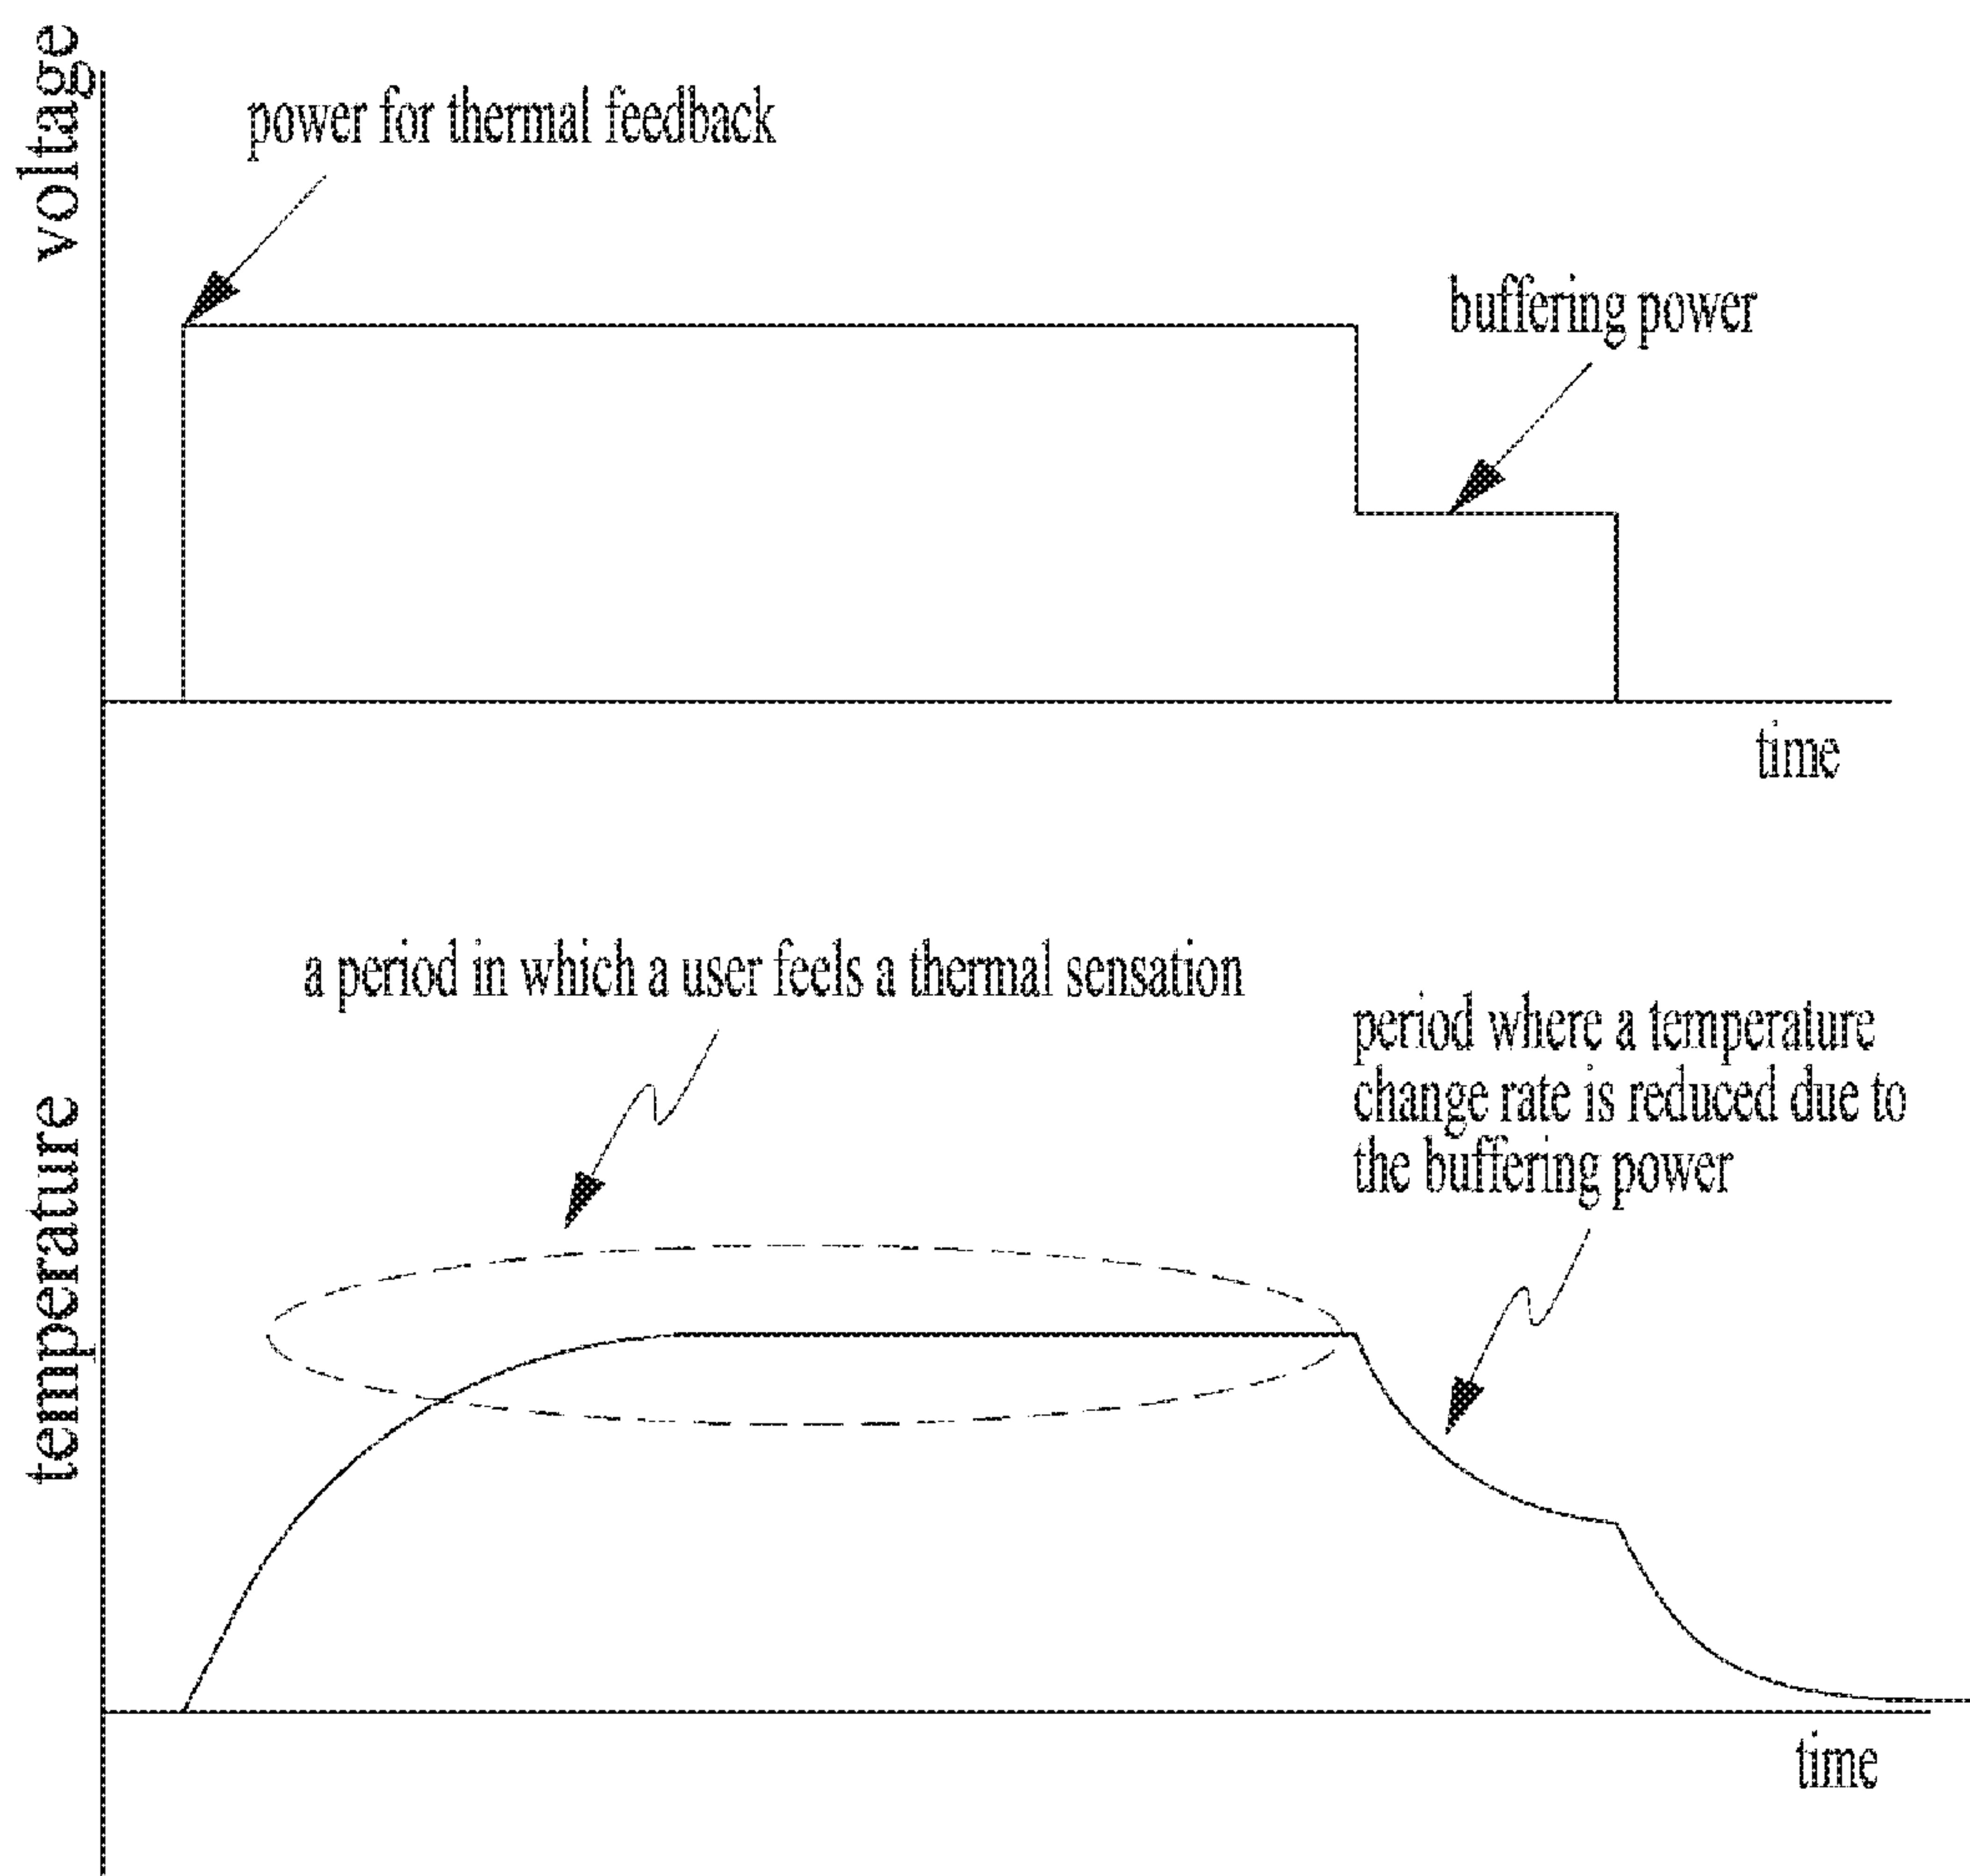 voltage
power for thermal feedback
buffering power
time
a period in which a user feels a thermal sensation
period where a temperature
change rate is reduced due to
the buffering power
temperature
time